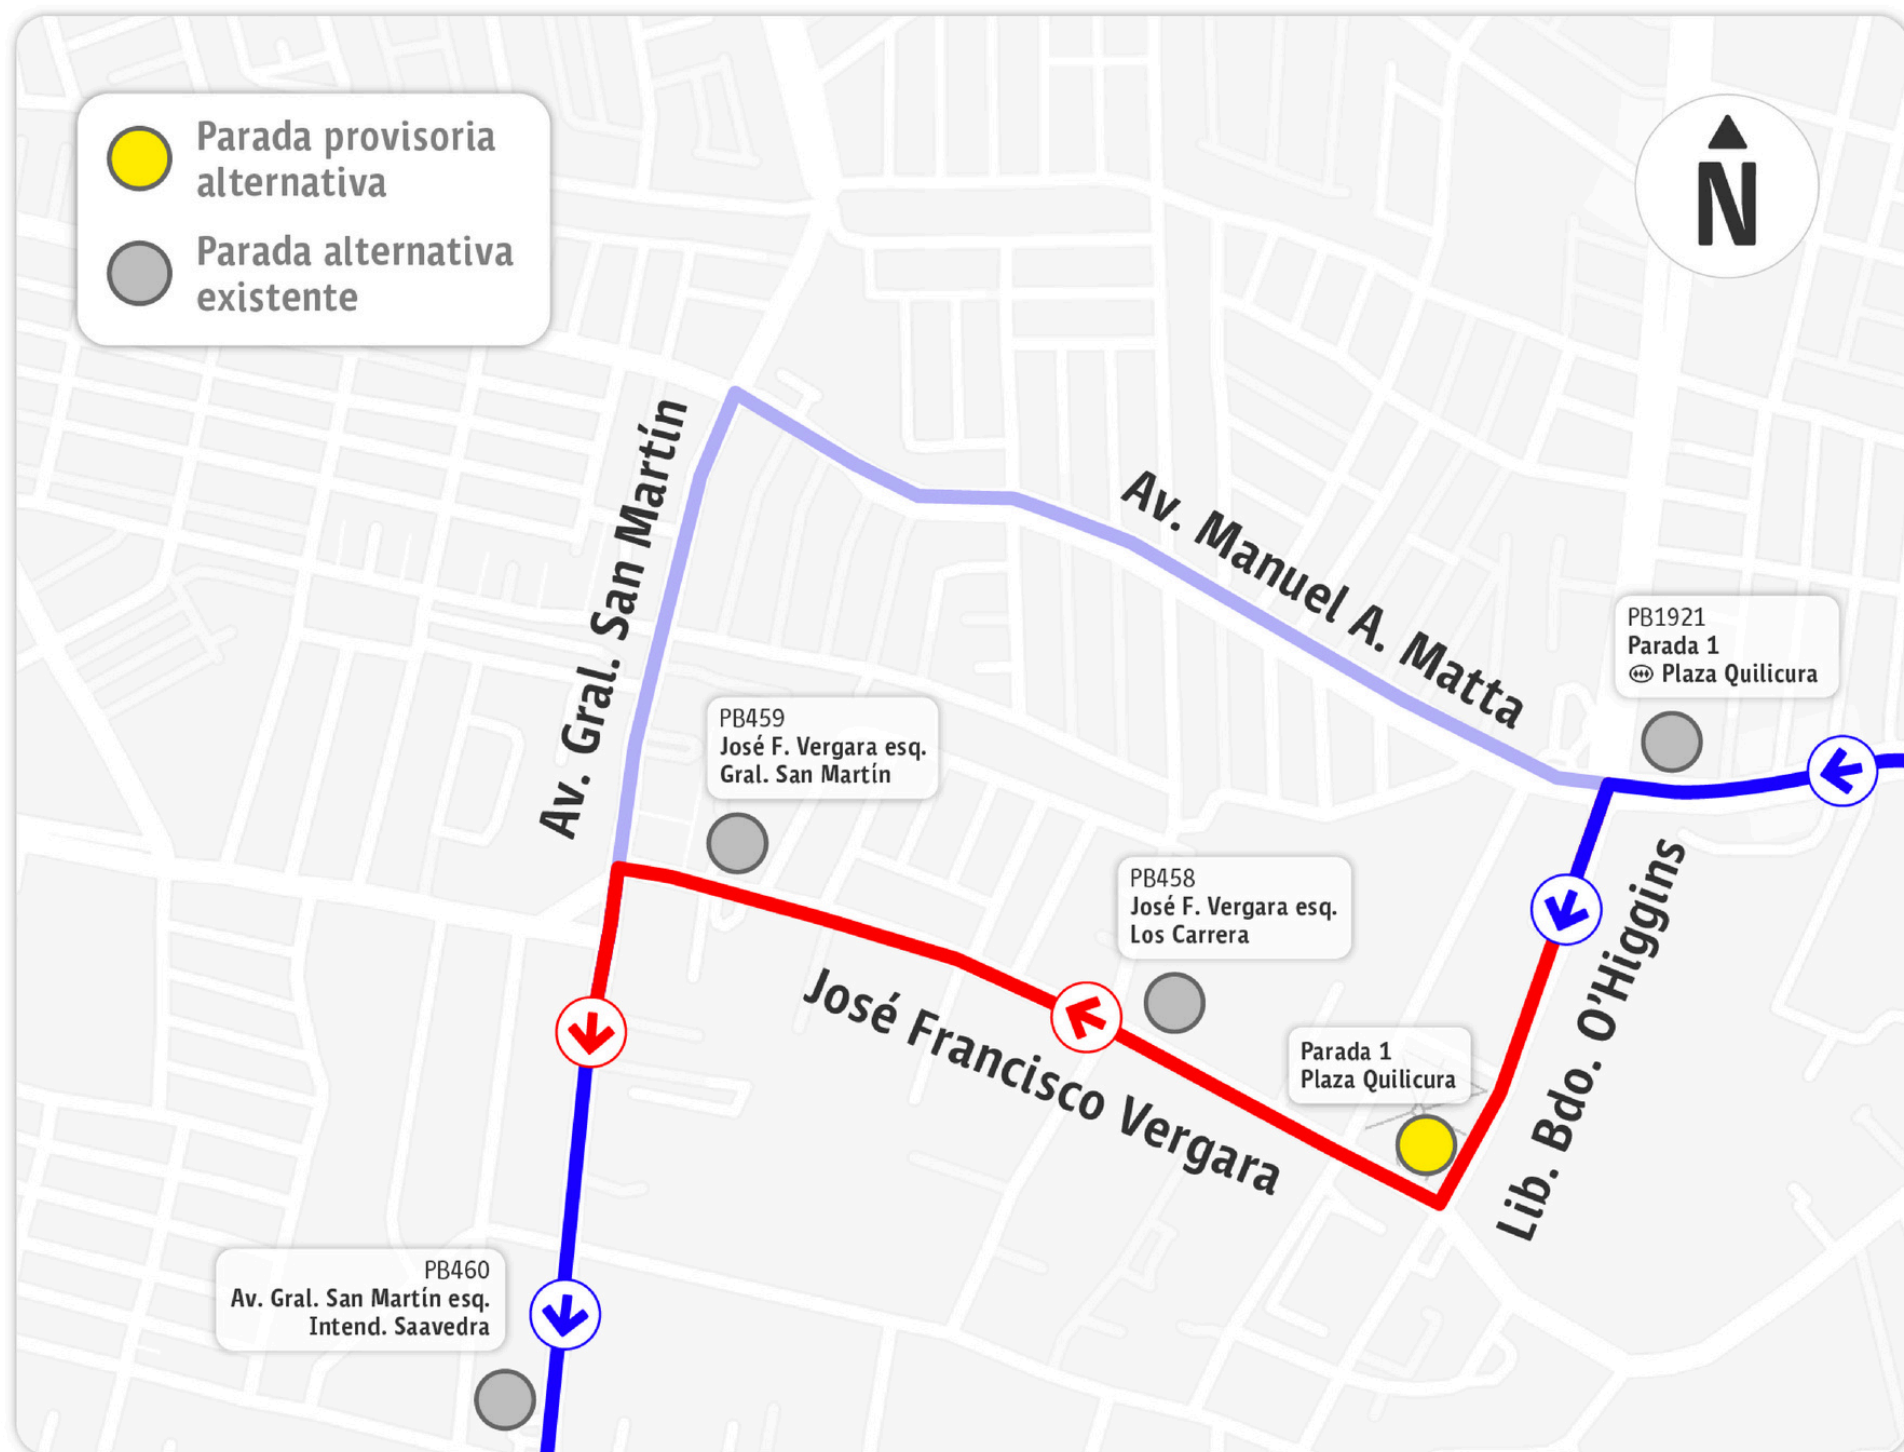 Parada provisoria
alternativa
Parada alternativa
existente
N
Av. Gral. San Martín
Av. Manuel A. Matta
PB1921
Parada 1
Plaza Quilicura
PB459
José F. Vergara esq.
Gral. San Martín
PB458
José F. Vergara esq.
Los Carrera
José Francisco Vergara
Parada 1
Plaza Quilicura
Lib. Bdo. O'Higgins
PB460
Av. Gral. San Martín esq.
Intend. Saavedra